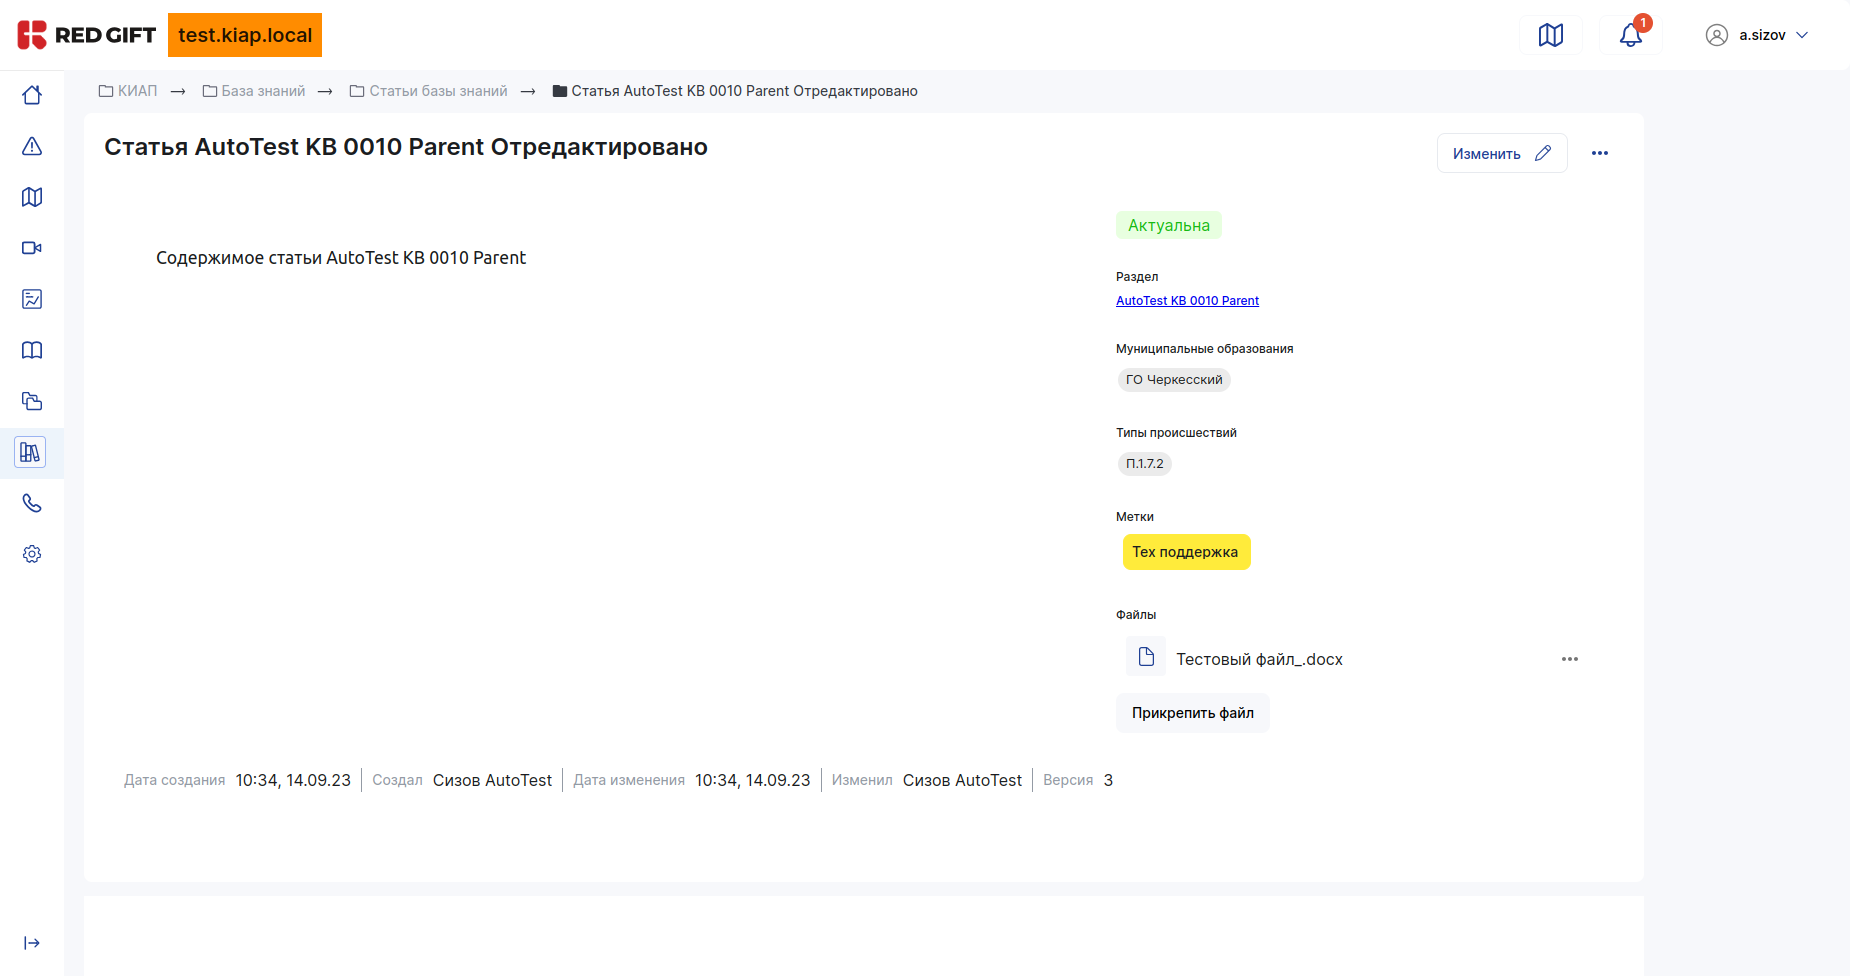 RED GIFT test.kiap.local 1 a.sizov
КИАП → База знаний → Статьи базы знаний → Статья AutoTest KB 0010 Parent Отредактировано
Статья AutoTest KB 0010 Parent Отредактировано
Изменить
Содержимое статьи AutoTest KB 0010 Parent
Актуальна
Раздел
AutoTest KB 0010 Parent
Муниципальные образования
ГО Черкесский
Типы происшествий
П.1.7.2
Метки
Тех поддержка
Файлы
Тестовый файл_.docx
Прикрепить файл
Дата создания 10:34, 14.09.23 Создал Сизов AutoTest Дата изменения 10:34, 14.09.23 Изменил Сизов AutoTest Версия 3